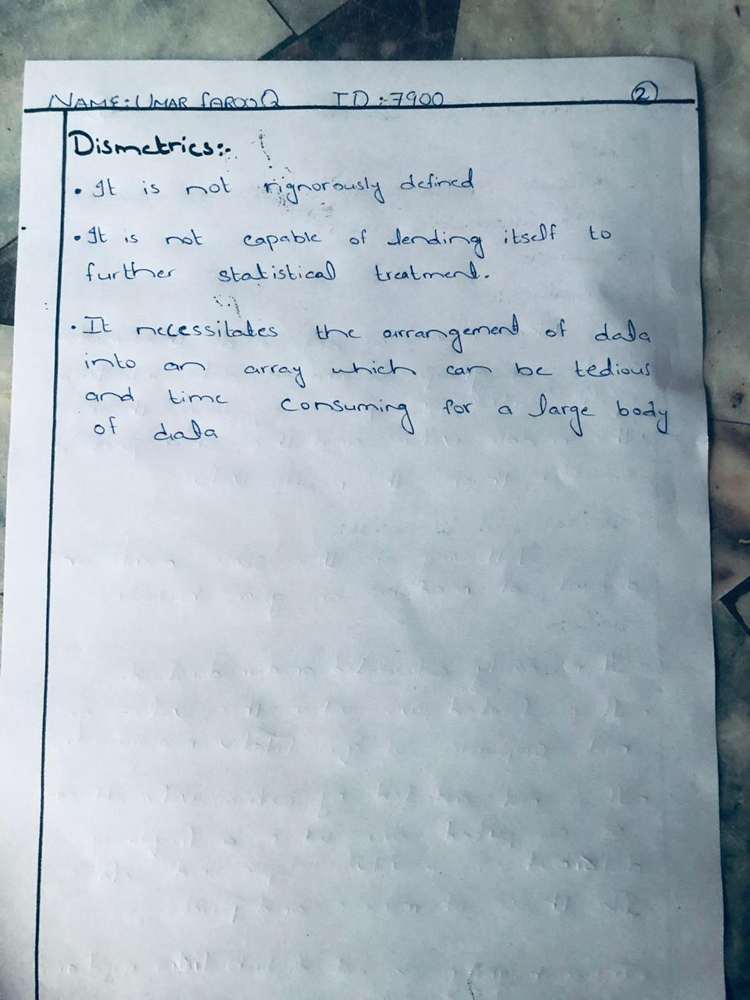 NAME: UMAR FAROOQ ID:-7900 2
Dismetrics:-
• It is not rignorously defined
• It is not capable of lending itself to
further statistical treatment.
• It necessitates the arrangement of data
into an array which can be tedious
and time consuming for a large body
of data